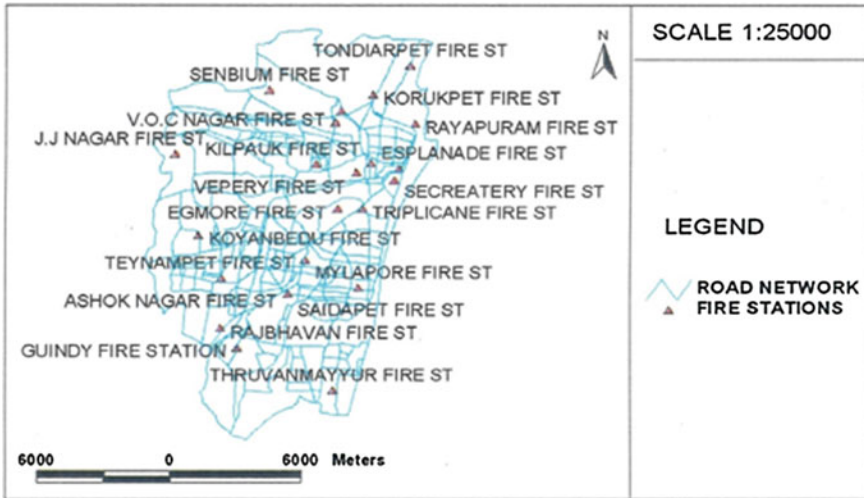 TONDIARPET FIRE ST
SENBIUM FIRE ST
KORUKPET FIRE ST
V.O.C NAGAR FIRE ST
RAYAPURAM FIRE ST
J.J NAGAR FIRE ST
KILPAUK FIRE ST
ESPLANADE FIRE ST
VEPERY FIRE ST
SECREATERY FIRE ST
EGMORE FIRE ST
TRIPLICANE FIRE ST
KOYANBEDU FIRE ST
TEYNAMPET FIRE ST
MYLAPORE FIRE ST
ASHOK NAGAR FIRE ST
SAIDAPET FIRE ST
RAJBHAVAN FIRE ST
GUINDY FIRE STATION
THRUVANMAYYUR FIRE ST
6000 0 6000 Meters
N
SCALE 1:25000
LEGEND
ROAD NETWORK
FIRE STATIONS